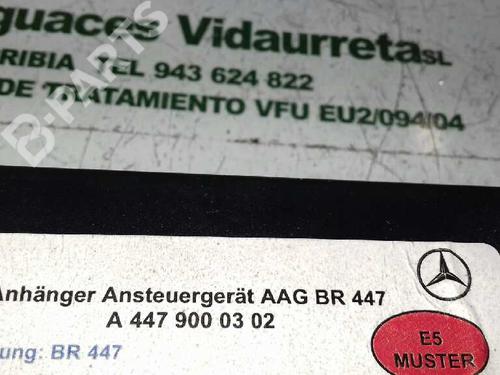 guaces Vidaurreta SL
RIBIA TEL 943 624 822
DE TRATAMIENTO VFU EU2/094/04
B-PARTS
Anhänger Ansteuergerät AAG BR 447
A 447 900 03 02
ung: BR 447
E5
MUSTER